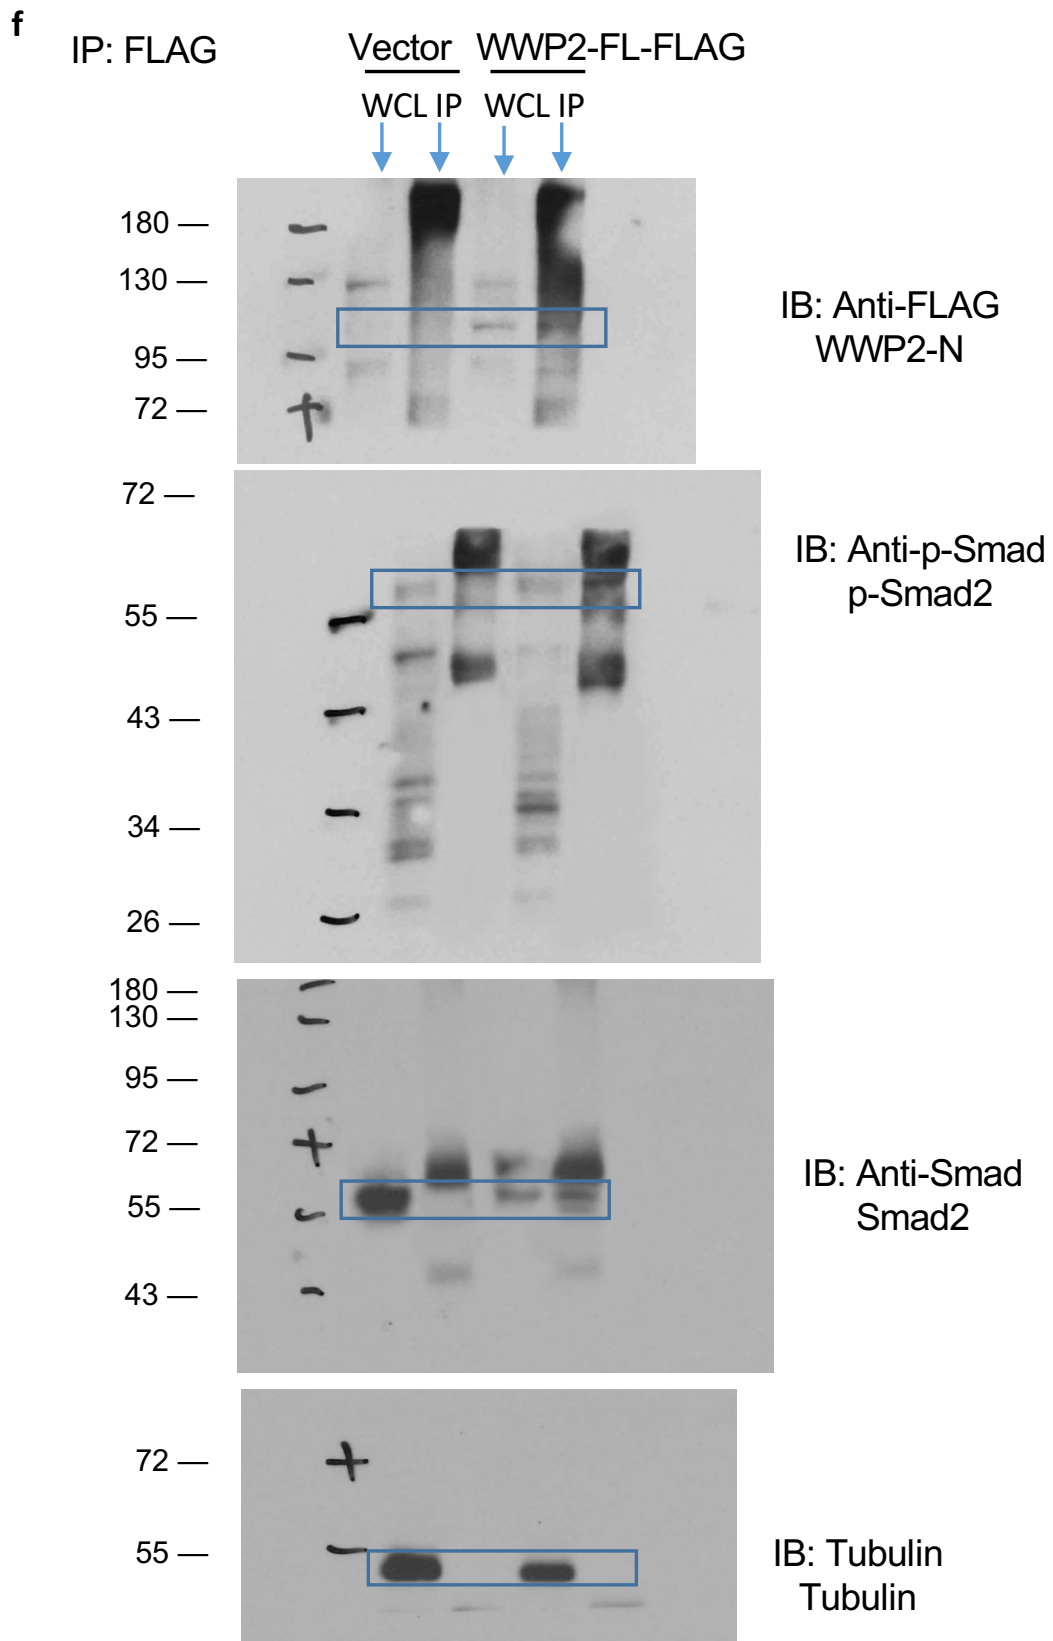 f
IP: FLAG
Vector WWP2-FL-FLAG
WCL IP WCL IP
180 —
130 —
95 —
72 —
IB: Anti-FLAG
WWP2-N
72 —
55 —
43 —
34 —
26 —
IB: Anti-p-Smad
p-Smad2
180 —
130 —
95 —
72 —
55 —
43 —
IB: Anti-Smad
Smad2
72 —
55 —
IB: Tubulin
Tubulin